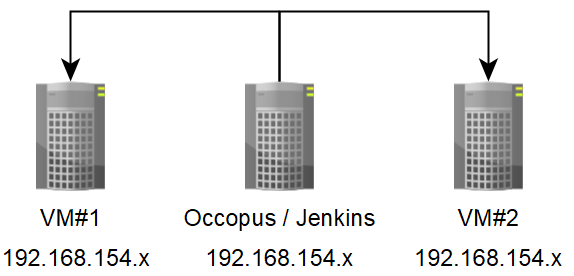 VM#1
Occopus / Jenkins
VM#2
192.168.154.x
192.168.154.x
192.168.154.x